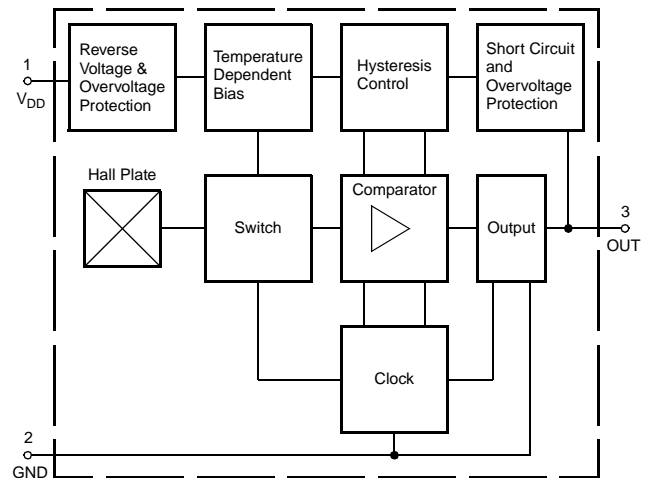 Reverse
Voltage &
Overvoltage
Protection
Temperature
Dependent
Bias
Hysteresis
Control
Short Circuit
and
Overvoltage
Protection
1
VDD
Hall Plate
Switch
Comparator
Output
3
OUT
Clock
2
GND